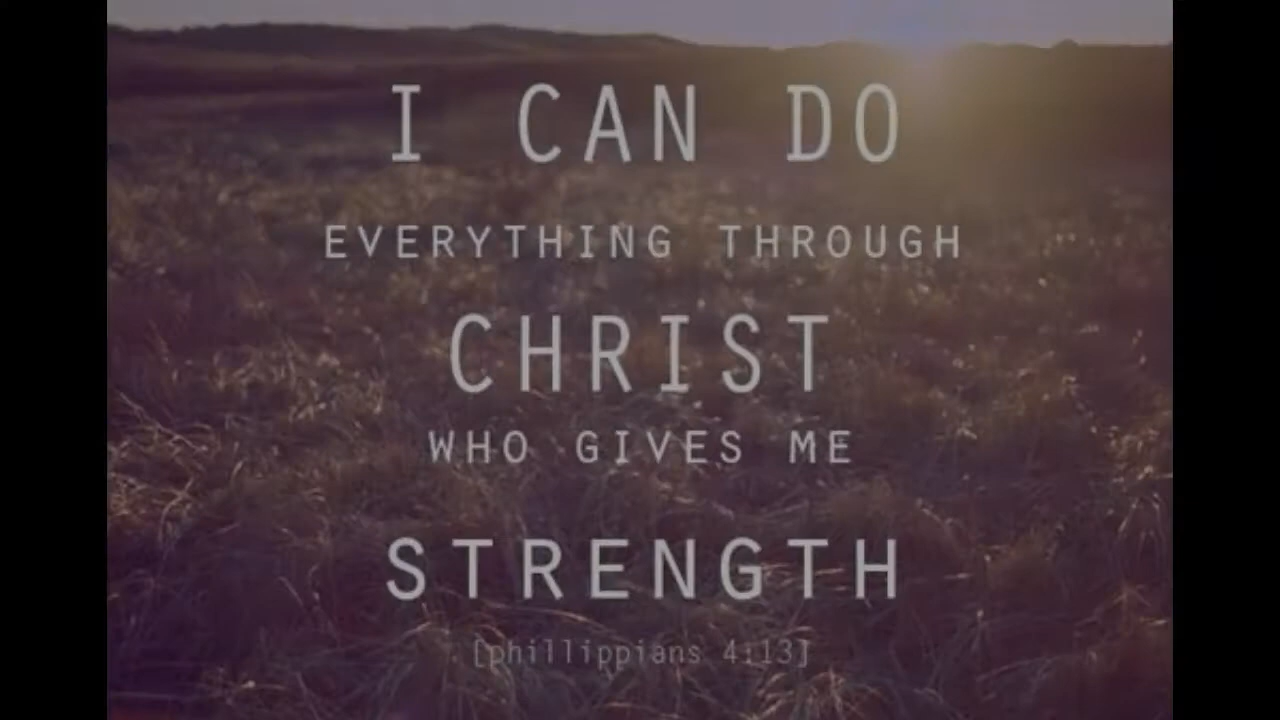 I CAN DO
EVERYTHING THROUGH
CHRIST
WHO GIVES ME
STRENGTH
[phillippians 4:13]